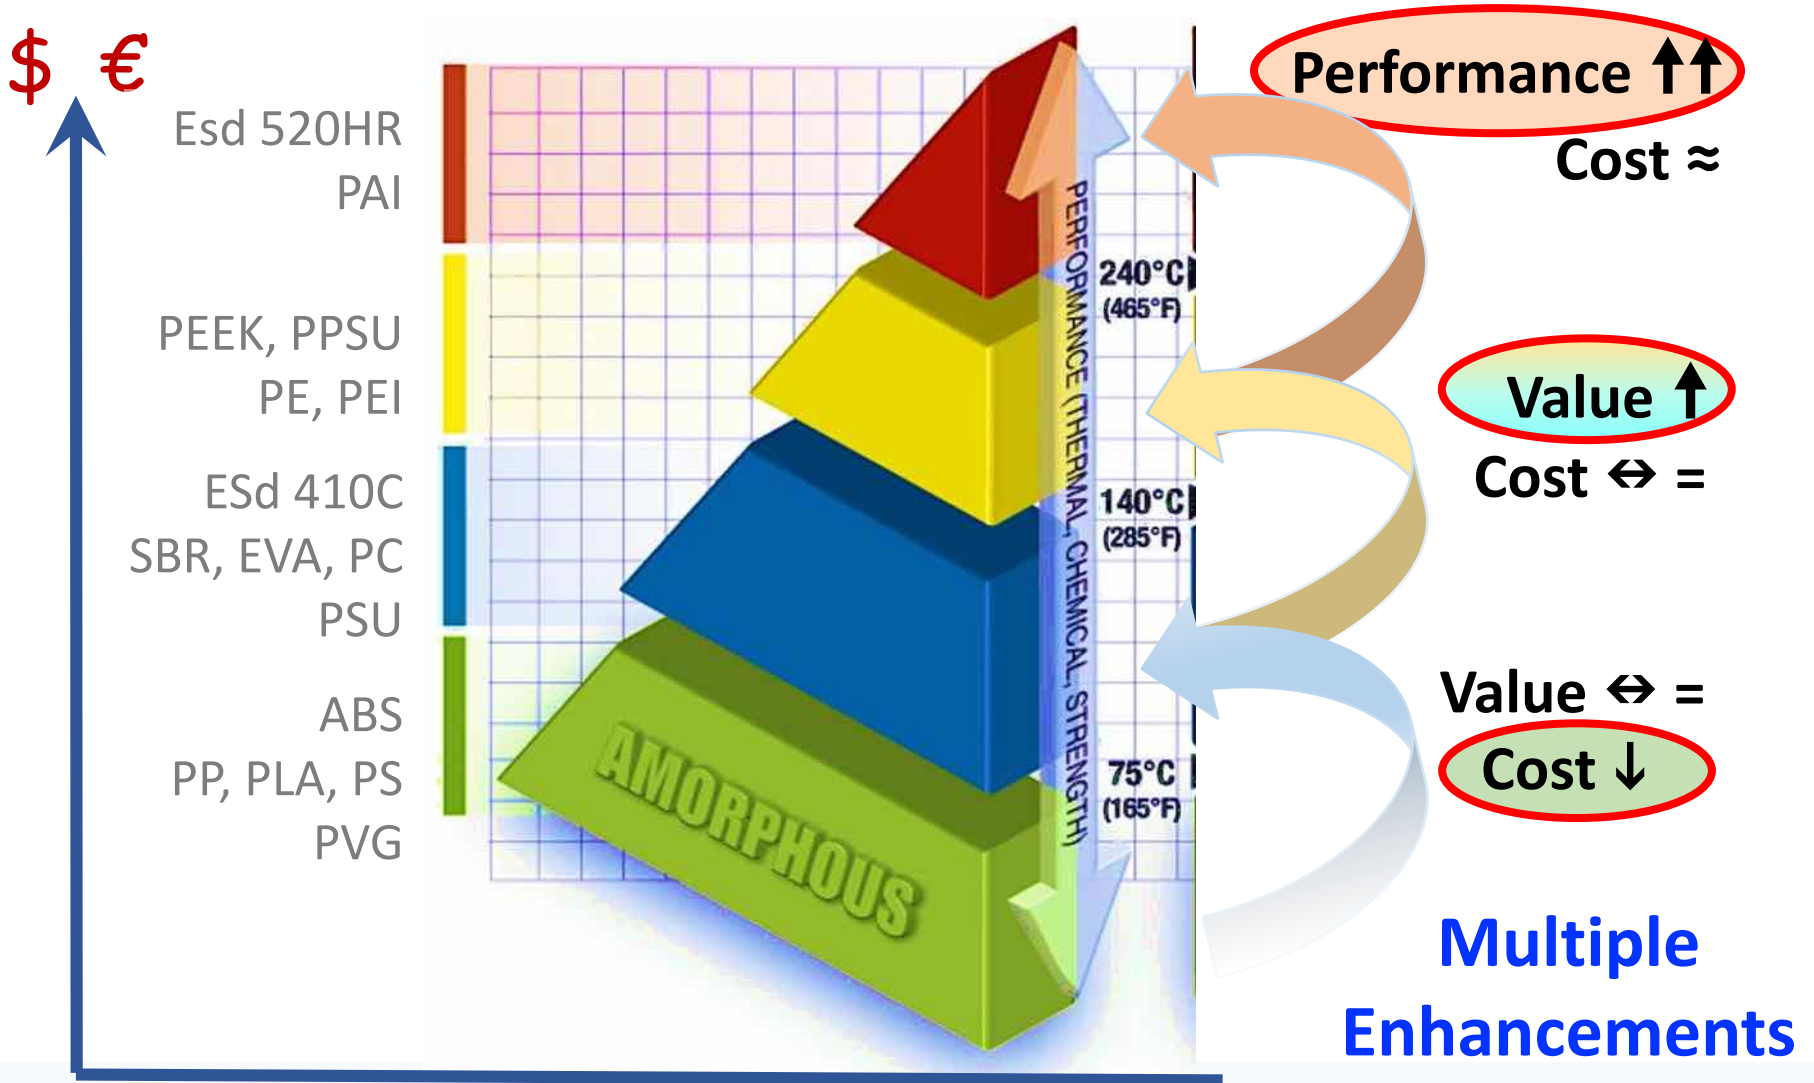 $ €
Esd 520HR
PAI
PEEK, PPSU
PE, PEI
ESd 410C
SBR, EVA, PC
PSU
ABS
PP, PLA, PS
PVG
AMORPHOUS
PERFORMANCE (THERMAL, CHEMICAL, STRENGTH)
240°C
(465°F)
140°C
(285°F)
75°C
(165°F)
Performance ↑↑
Cost ≈
Value ↑
Cost ↔ =
Value ↔ =
Cost ↓
Multiple
Enhancements